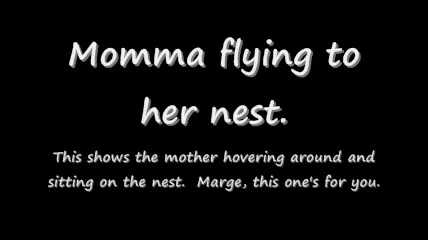 Momma flying to
her nest.
This shows the mother hovering around and
sitting on the nest.  Marge, this one's for you.